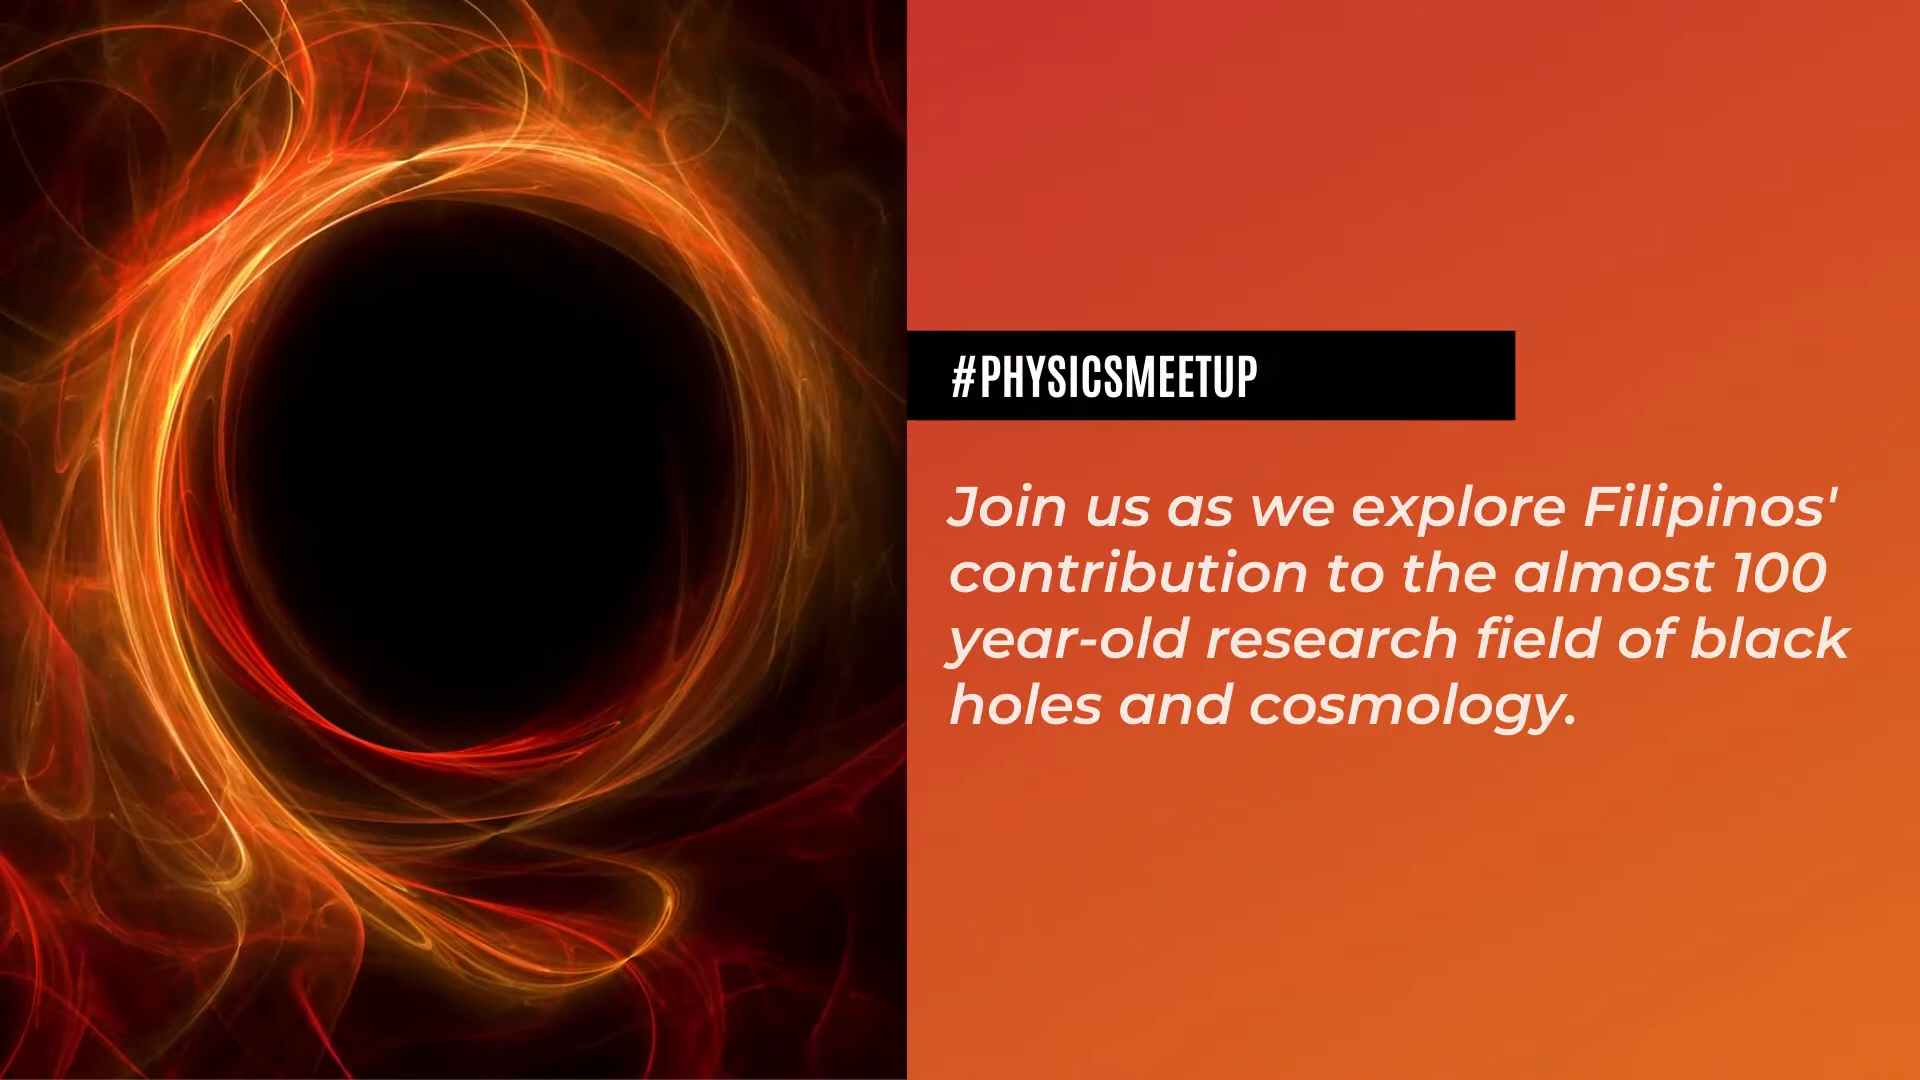 #PHYSICSMEETUP
Join us as we explore Filipinos'
contribution to the almost 100
year-old research field of black
holes and cosmology.